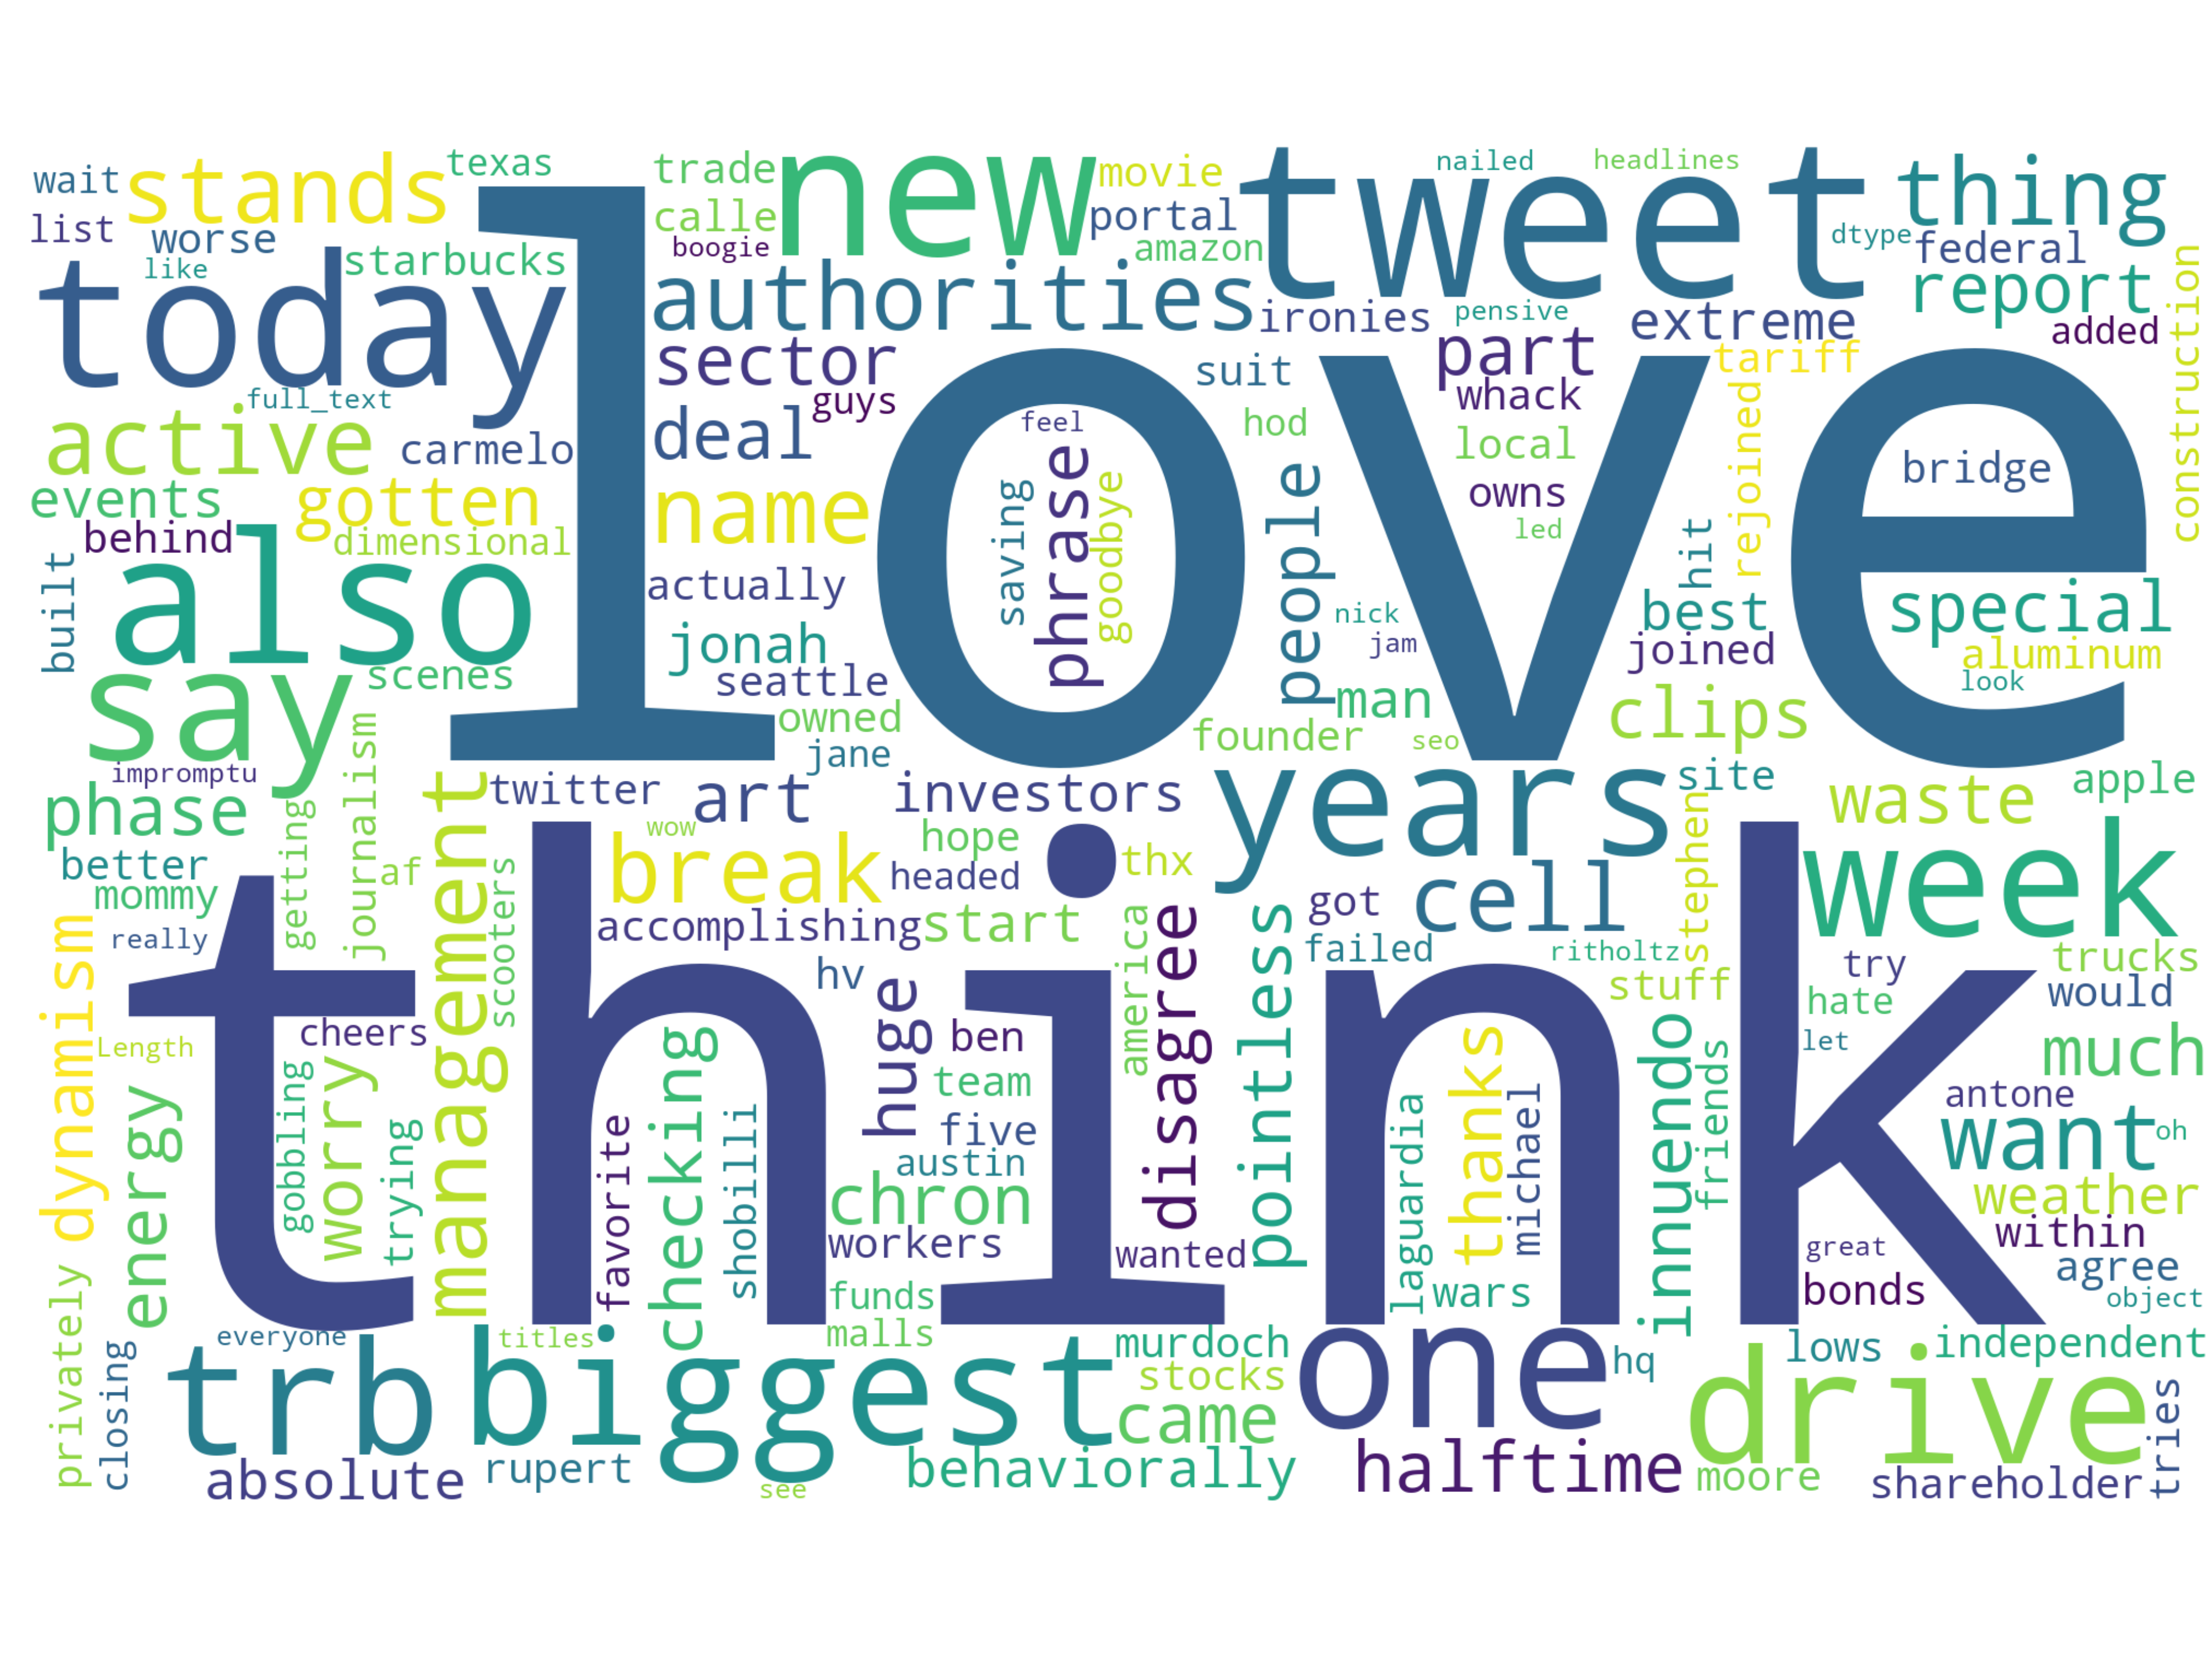 wait
stands
texas
trade
new
movie
tweet
nailed
headlines
thing
list
worse
calle
portal
dtype
federal
like
starbucks
boogie
amazon
today
love
authorities
ironies
pensive
extreme
report
added
construction
sector
suit
part
tariff
full_text
guys
whack
active
carmelo
deal
feel
hod
local
rejoined
bridge
events
gotten
name
saving
phrase
goodbye
people
owns
led
hit
behind
dimensional
built
also
actually
nick
best
special
jonah
jam
joined
aluminum
say
scenes
seattle
man
look
owned
founder
seo
clips
jane
impromptu
journalism
management
twitter
art
investors
years
site
apple
phase
getting
wow
hope
waste
better
af
scooters
break
headed
thx
stephen
week
mommy
got
cell
dynamism
really
accomplishing
start
america
disagree
pointless
failed
ritholtz
trucks
think
hv
huge
stuff
try
would
Length
cheers
ben
hate
let
much
energy
gobbling
worry
trying
checking
team
thanks
innuendo
friends
antone
favorite
shobilli
five
laguardia
michael
want
oh
austin
chron
weather
workers
wanted
great
within
privately
funds
wars
bonds
agree
object
closing
everyone
titles
malls
murdoch
one
hq
lows
independent
trb
biggest
stocks
drive
tries
came
absolute
rupert
see
behaviorally
halftime
moore
shareholder